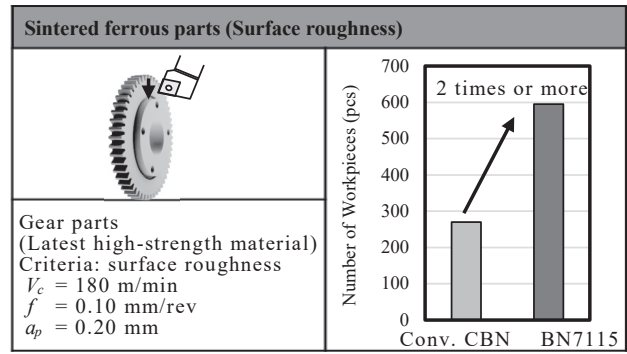 Sintered ferrous parts (Surface roughness)
Gear parts
(Latest high-strength material)
Criteria: surface roughness
Vc = 180 m/min
f = 0.10 mm/rev
ap = 0.20 mm
Number of Workpieces (pcs)
700
600
500
400
300
200
100
0
2 times or more
Conv. CBN BN7115